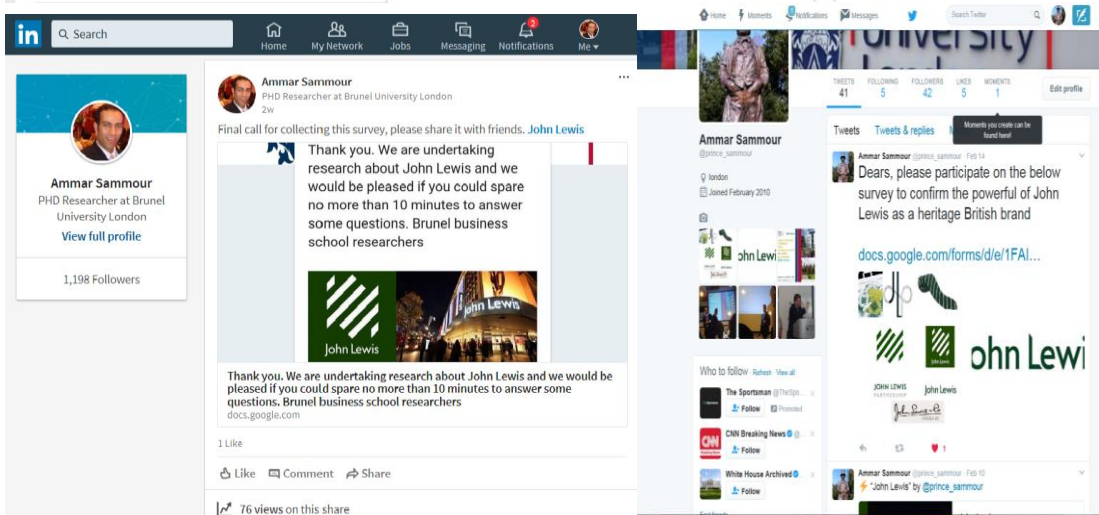 in
Search
Home
My Network
Jobs
Messaging
2
Notifications
Me
Ammar Sammour
PHD Researcher at Brunel
University London
View full profile
1,198 Followers
Ammar Sammour
PHD Researcher at Brunel University London
2w
Final call for collecting this survey, please share it with friends. John Lewis
Thank you. We are undertaking
research about John Lewis and we
would be pleased if you could spare
no more than 10 minutes to answer
some questions. Brunel business
school researchers
John Lewis
John Lewis
Thank you. We are undertaking research about John Lewis and we would be
pleased if you could spare no more than 10 minutes to answer some
questions. Brunel business school researchers
docs.google.com
1 Like
Like
Comment
Share
76 views on this share
Home
Moments
Notifications
Messages
Search Twitter
University
London
TWEETS
41
FOLLOWING
5
FOLLOWERS
42
LIKES
5
MOMENTS
1
Edit profile
Ammar Sammour
@prince_sammour
london
Joined February 2010
ohn Lewi
Who to follow · Refresh · View all
The Sportsman @TheSpo...
Follow
Promoted
CNN
CNN Breaking News @...
Follow
White House Archived
Follow
Tweets
Tweets & replies
Moments you create can be
found here!
Ammar Sammour @prince_sammour · Feb 14
Dears, please participate on the below
survey to confirm the powerful of John
Lewis as a heritage British brand
docs.google.com/forms/d/e/1FAI...
ohn Lewi
JOHN LEWIS
PARTNERSHIP
John Lewis
1
Ammar Sammour @prince_sammour · Feb 10
"John Lewis" by @prince_sammour